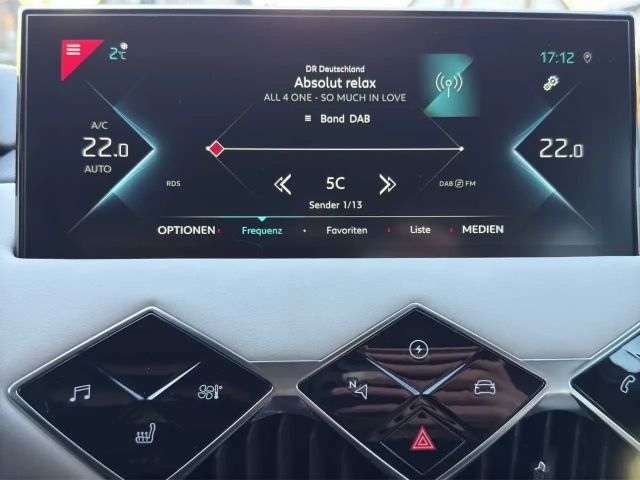 2°C
17:12
DR Deutschland
Absolut relax
ALL 4 ONE - SO MUCH IN LOVE
Band DAB
A/C
22.0
AUTO
22.0
RDS
5C
DAB FM
Sender 1/13
OPTIONEN Frequenz Favoriten Liste MEDIEN
N